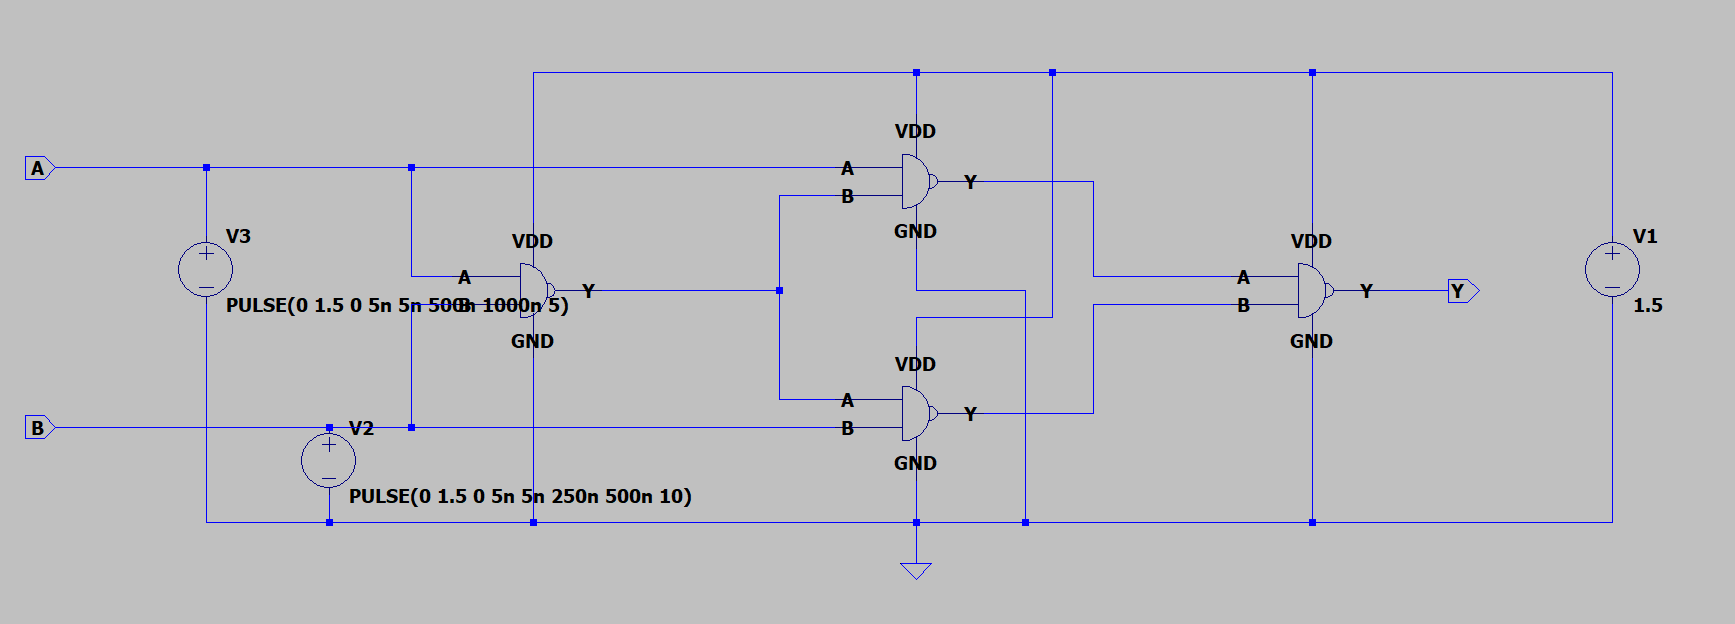 VDD
A
A
B
Y
V3
GND
V1
VDD
VDD
A
A
B
Y
B
Y
Y
PULSE(0 1.5 0 5n 5n 500n 1000n 5)
1.5
GND
GND
VDD
A
Y
B
V2
B
GND
PULSE(0 1.5 0 5n 5n 250n 500n 10)